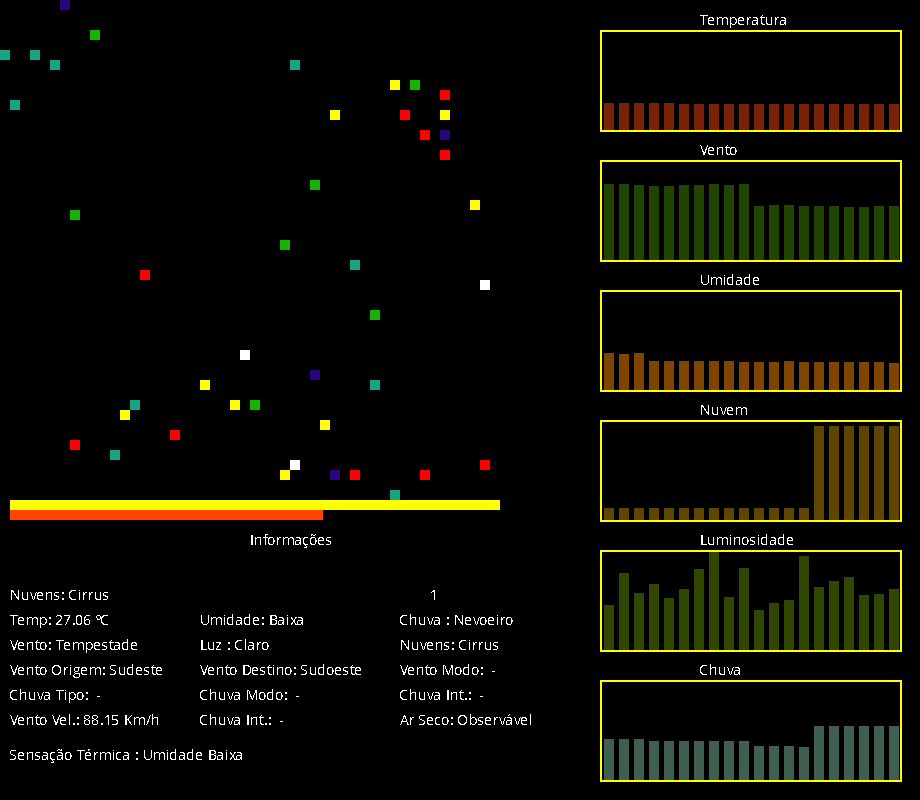 Temperatura
Vento
Umidade
Nuvem
Luminosidade
Chuva
Informações
Nuvens: Cirrus 1
Temp: 27.06 ºC Umidade: Baixa Chuva : Nevoeiro
Vento: Tempestade Luz : Claro Nuvens: Cirrus
Vento Origem: Sudeste Vento Destino: Sudoeste Vento Modo: -
Chuva Tipo: - Chuva Modo: - Chuva Int.: -
Vento Vel.: 88.15 Km/h Chuva Int.: - Ar Seco: Observável
Sensação Térmica : Umidade Baixa